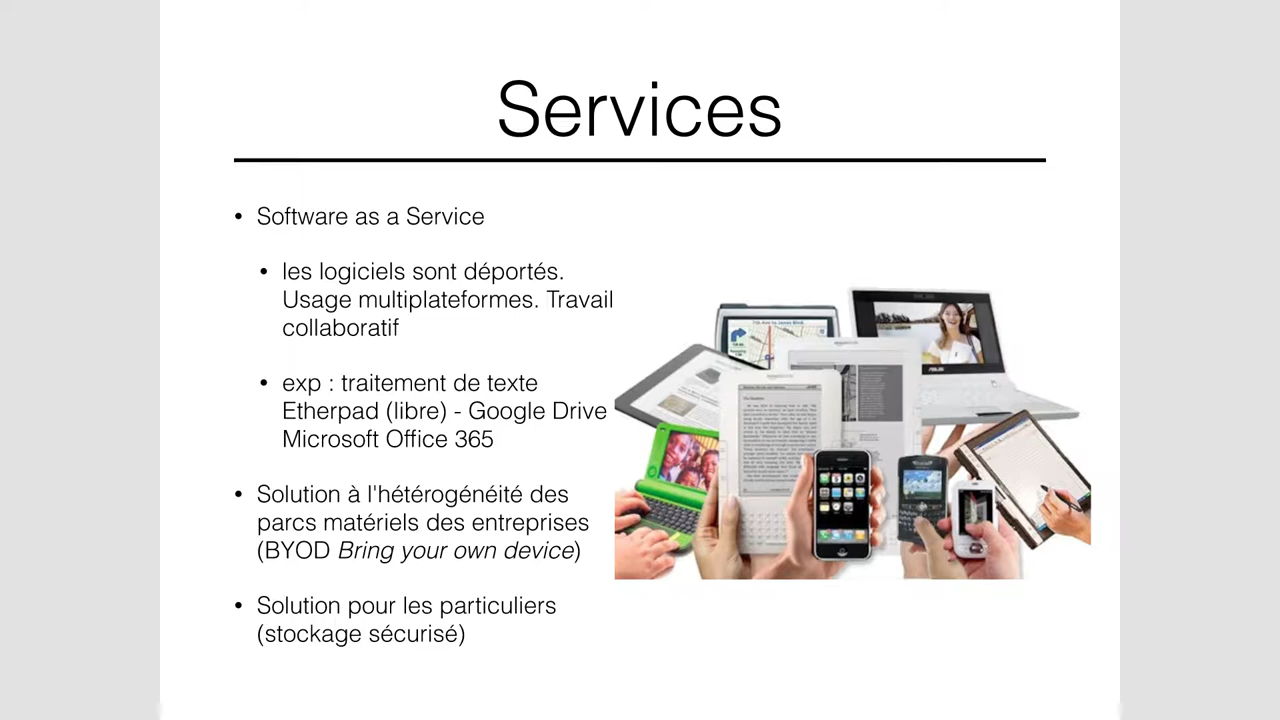 Services
• Software as a Service
• les logiciels sont déportés.
Usage multiplateformes. Travail
collaboratif
• exp : traitement de texte
Etherpad (libre) - Google Drive
Microsoft Office 365
• Solution à l'hétérogénéité des
parcs matériels des entreprises
(BYOD Bring your own device)
• Solution pour les particuliers
(stockage sécurisé)